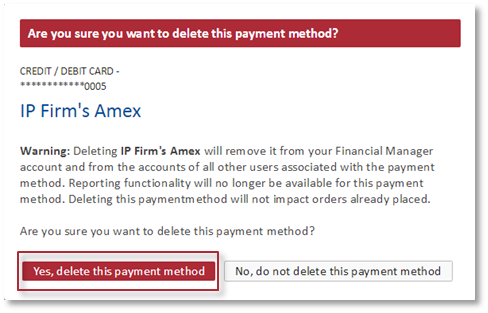 Are you sure you want to delete this payment method?
CREDIT / DEBIT CARD -
************0005
IP Firm's Amex
Warning: Deleting IP Firm's Amex will remove it from your Financial Manager
account and from the accounts of all other users associated with the payment
method. Reporting functionality will no longer be available for this payment
method. Deleting this paymentmethod will not impact orders already placed.
Are you sure you want to delete this payment method?
Yes, delete this payment method
No, do not delete this payment method